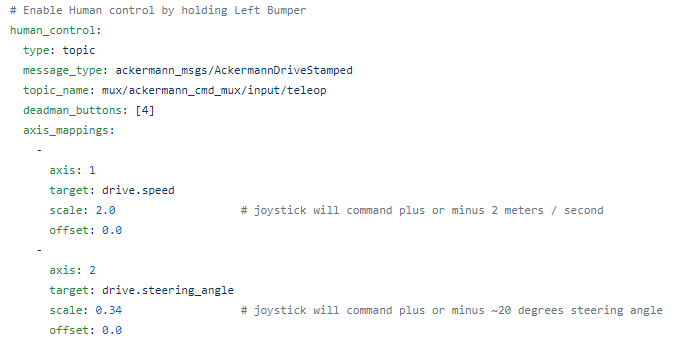 # Enable Human control by holding Left Bumper
human_control:
  type: topic
  message_type: ackermann_msgs/AckermannDriveStamped
  topic_name: mux/ackermann_cmd_mux/input/teleop
  deadman_buttons: [4]
  axis_mappings:
    -
      axis: 1
      target: drive.speed
      scale: 2.0                   # joystick will command plus or minus 2 meters / second
      offset: 0.0
    -
      axis: 2
      target: drive.steering_angle
      scale: 0.34                  # joystick will command plus or minus ~20 degrees steering angle
      offset: 0.0